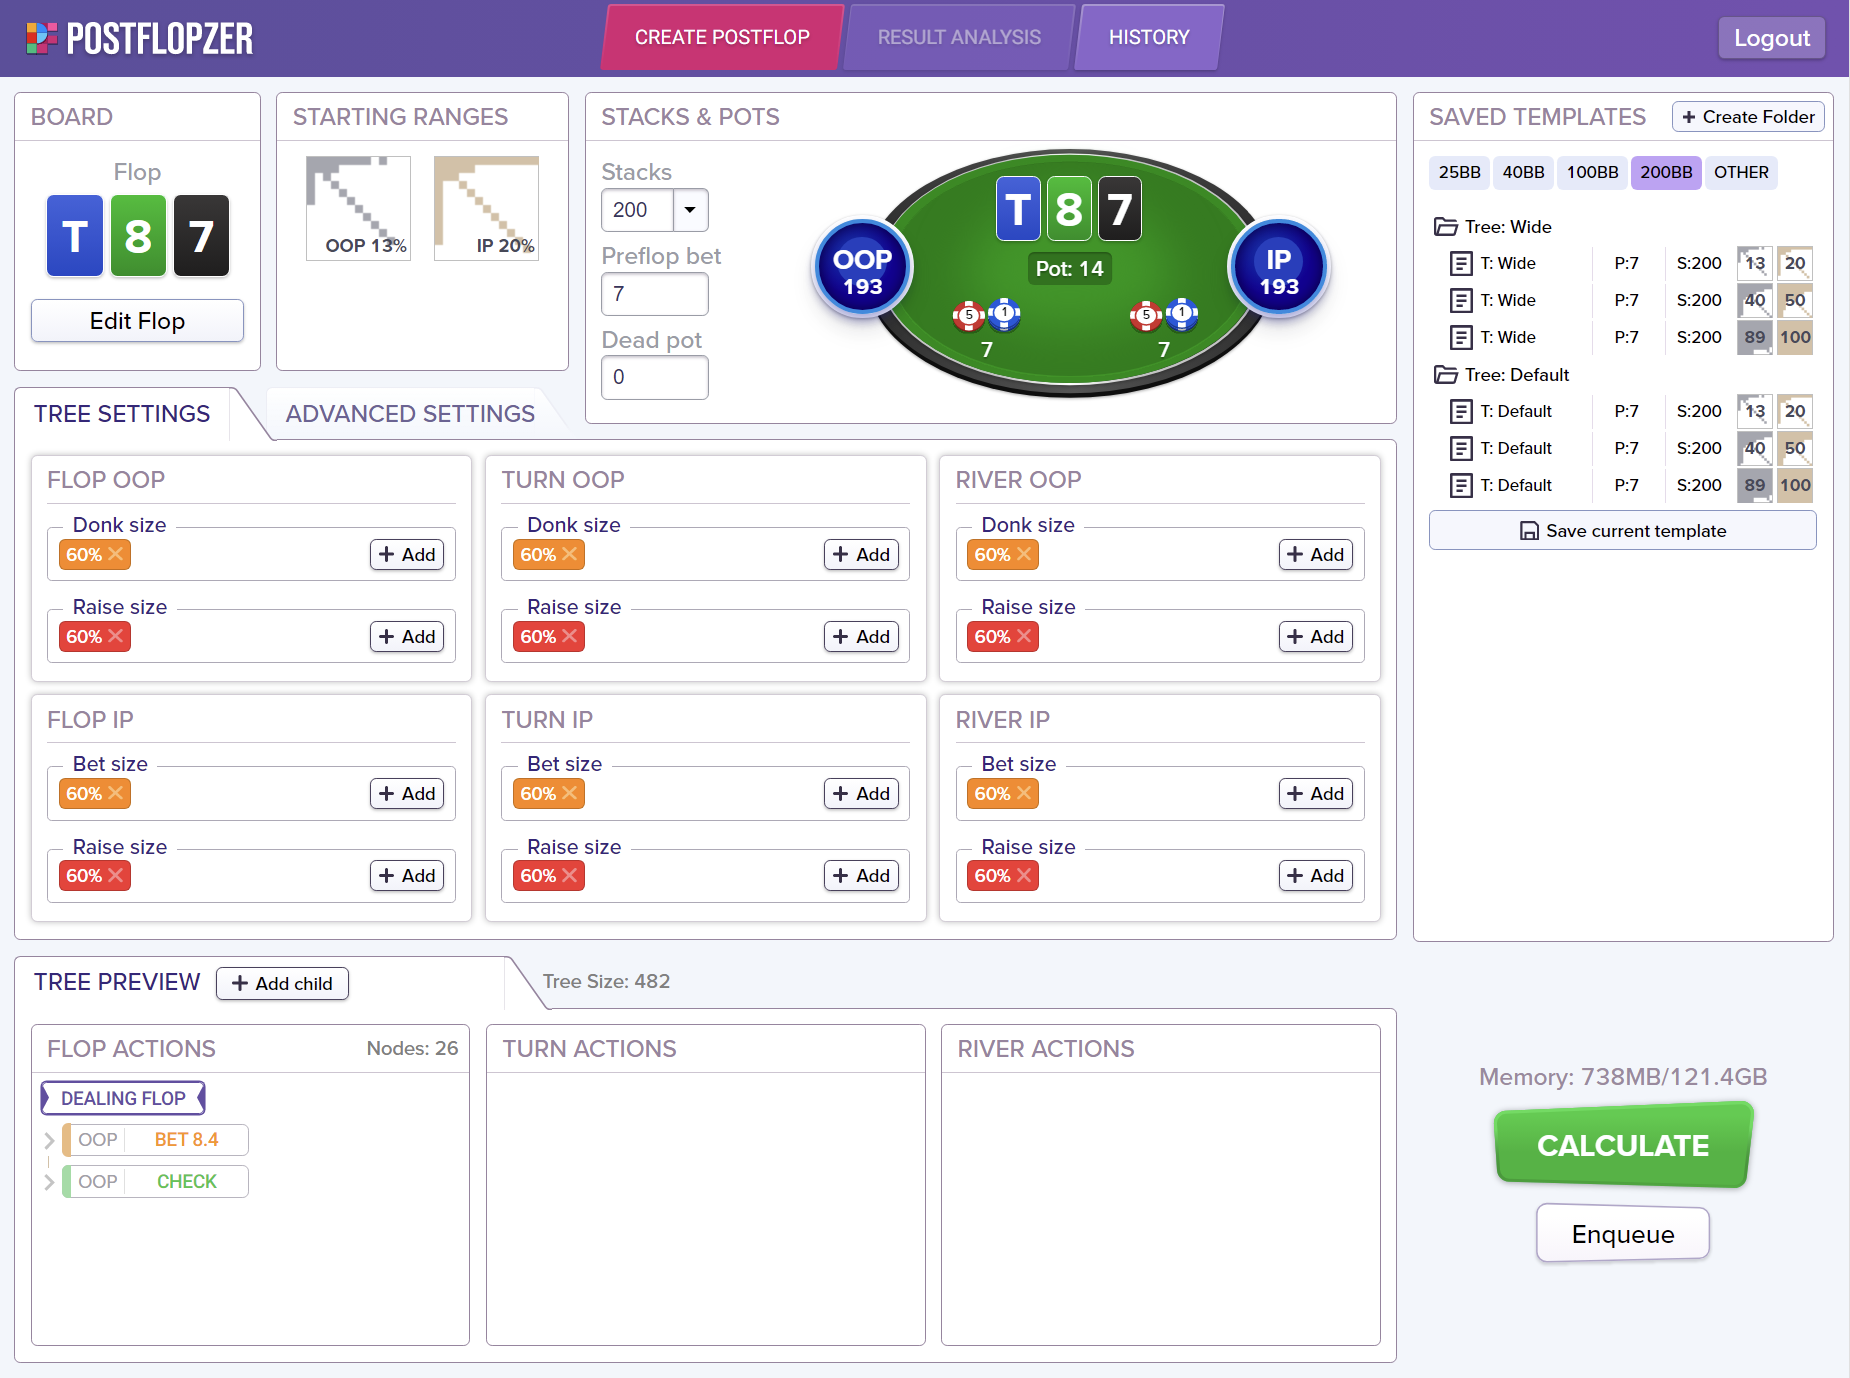 POSTFLOPZER
CREATE POSTFLOP
RESULT ANALYSIS
HISTORY
Logout
BOARD
Flop
T 8 7
Edit Flop
STARTING RANGES
OOP 13%
IP 20%
STACKS & POTS
Stacks
200
Preflop bet
7
Dead pot
0
T 8 7
OOP
193
IP
193
Pot: 14
5 1
7
5 1
7
SAVED TEMPLATES
+ Create Folder
25BB 40BB 100BB 200BB OTHER
Tree: Wide
T: Wide P:7 S:200 13 20
T: Wide P:7 S:200 40 50
T: Wide P:7 S:200 89 100
Tree: Default
T: Default P:7 S:200 13 20
T: Default P:7 S:200 40 50
T: Default P:7 S:200 89 100
Save current template
TREE SETTINGS
ADVANCED SETTINGS
FLOP OOP
Donk size
60% × + Add
Raise size
60% × + Add
TURN OOP
Donk size
60% × + Add
Raise size
60% × + Add
RIVER OOP
Donk size
60% × + Add
Raise size
60% × + Add
FLOP IP
Bet size
60% × + Add
Raise size
60% × + Add
TURN IP
Bet size
60% × + Add
Raise size
60% × + Add
RIVER IP
Bet size
60% × + Add
Raise size
60% × + Add
TREE PREVIEW
+ Add child
Tree Size: 482
FLOP ACTIONS
Nodes: 26
DEALING FLOP
OOP BET 8.4
OOP CHECK
TURN ACTIONS
RIVER ACTIONS
Memory: 738MB/121.4GB
CALCULATE
Enqueue